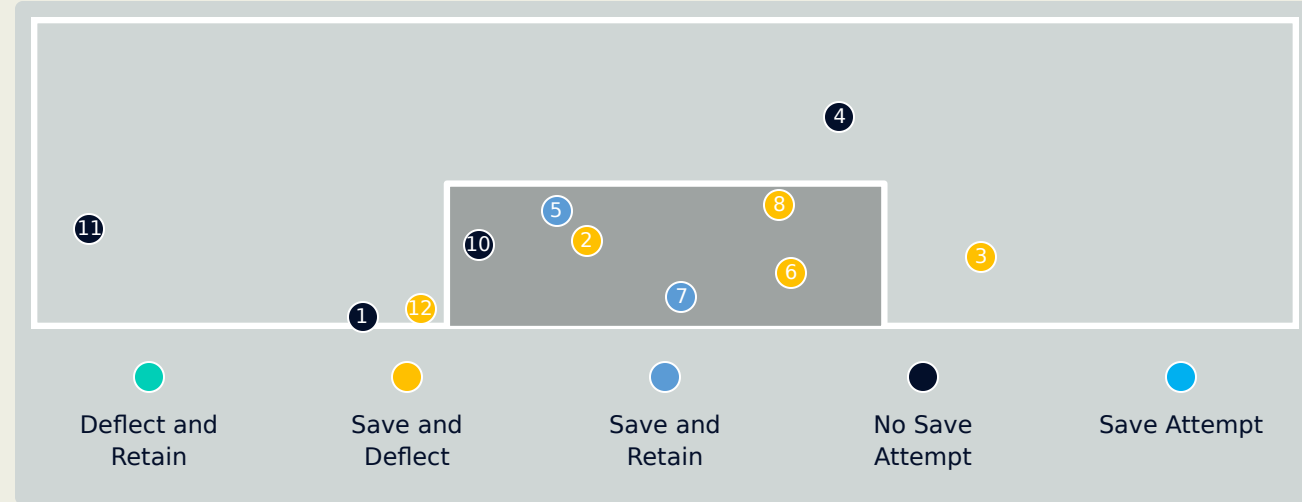 4
8
5
11
2
10
3
6
7
12
1
Deflect and
Retain
Save and
Deflect
Save and
Retain
No Save
Attempt
Save Attempt